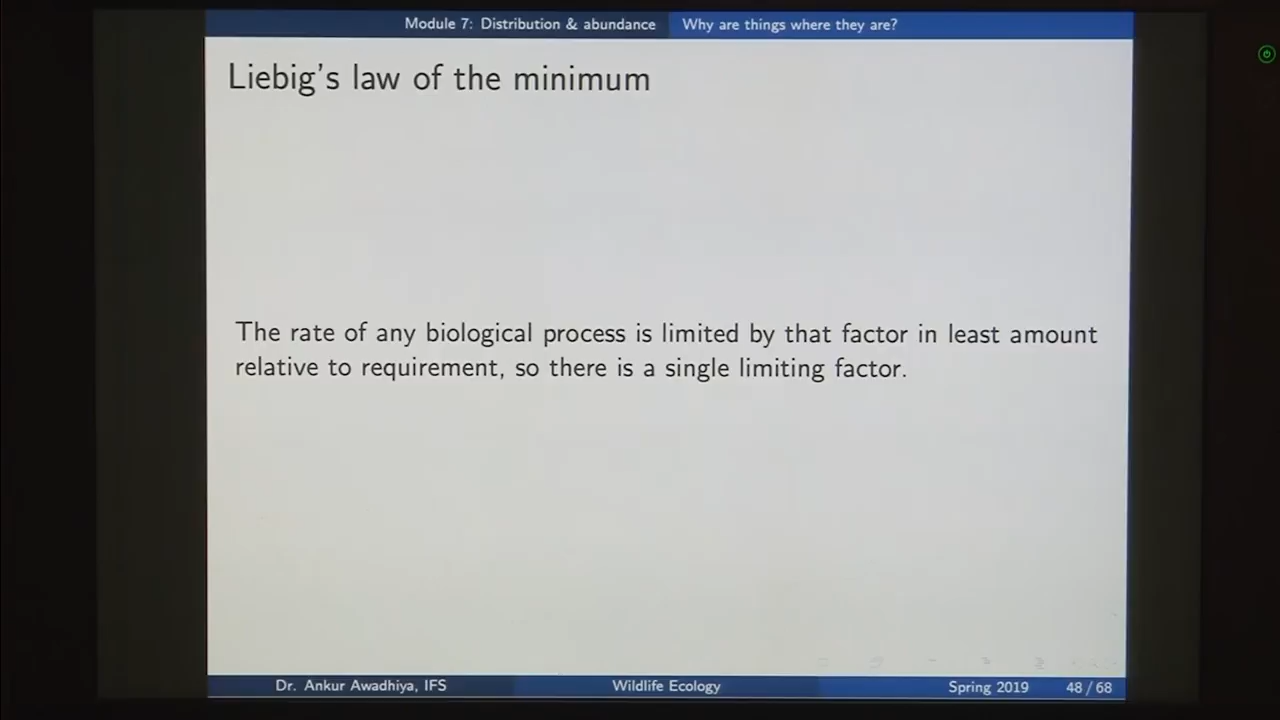 Module 7: Distribution & abundance Why are things where they are?
Liebig's law of the minimum
The rate of any biological process is limited by that factor in least amount
relative to requirement, so there is a single limiting factor.
Dr. Ankur Awadhiya, IFS Wildlife Ecology Spring 2019 48 / 68